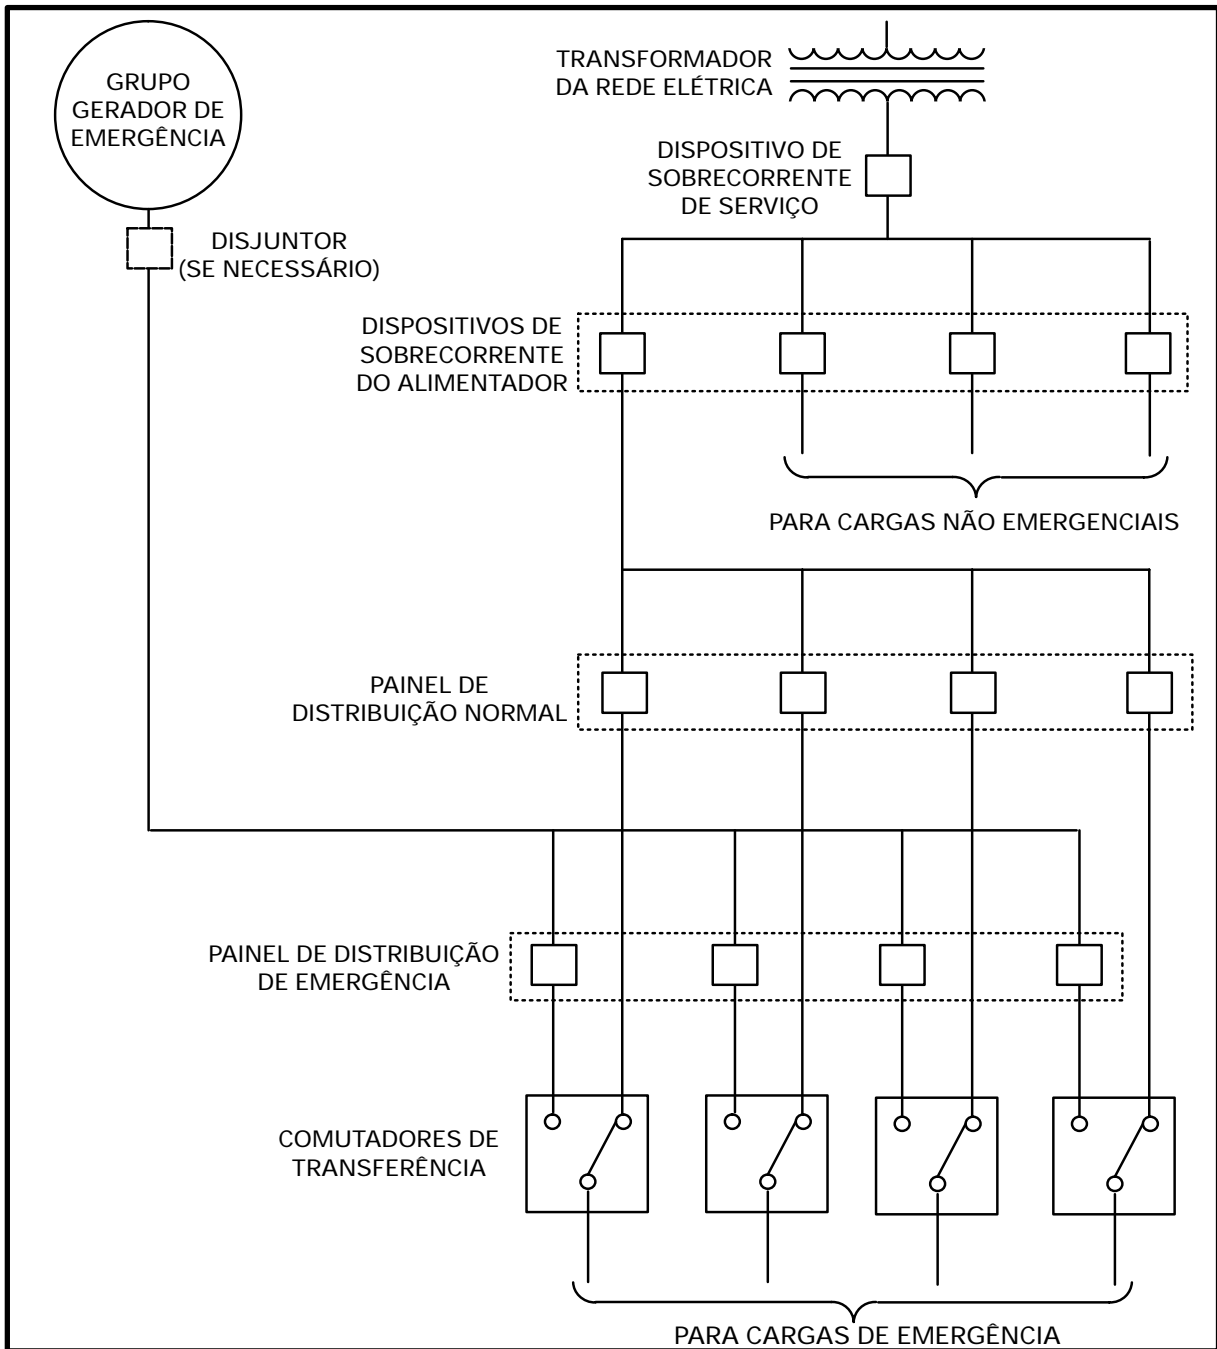 GRUPO
GERADOR DE
EMERGÊNCIA
TRANSFORMADOR
DA REDE ELÉTRICA
DISPOSITIVO DE
SOBRECORRENTE
DE SERVIÇO
DISJUNTOR
(SE NECESSÁRIO)
DISPOSITIVOS DE
SOBRECORRENTE
DO ALIMENTADOR
PARA CARGAS NÃO EMERGENCIAIS
PAINEL DE
DISTRIBUIÇÃO NORMAL
PAINEL DE DISTRIBUIÇÃO
DE EMERGÊNCIA
COMUTADORES DE
TRANSFERÊNCIA
PARA CARGAS DE EMERGÊNCIA